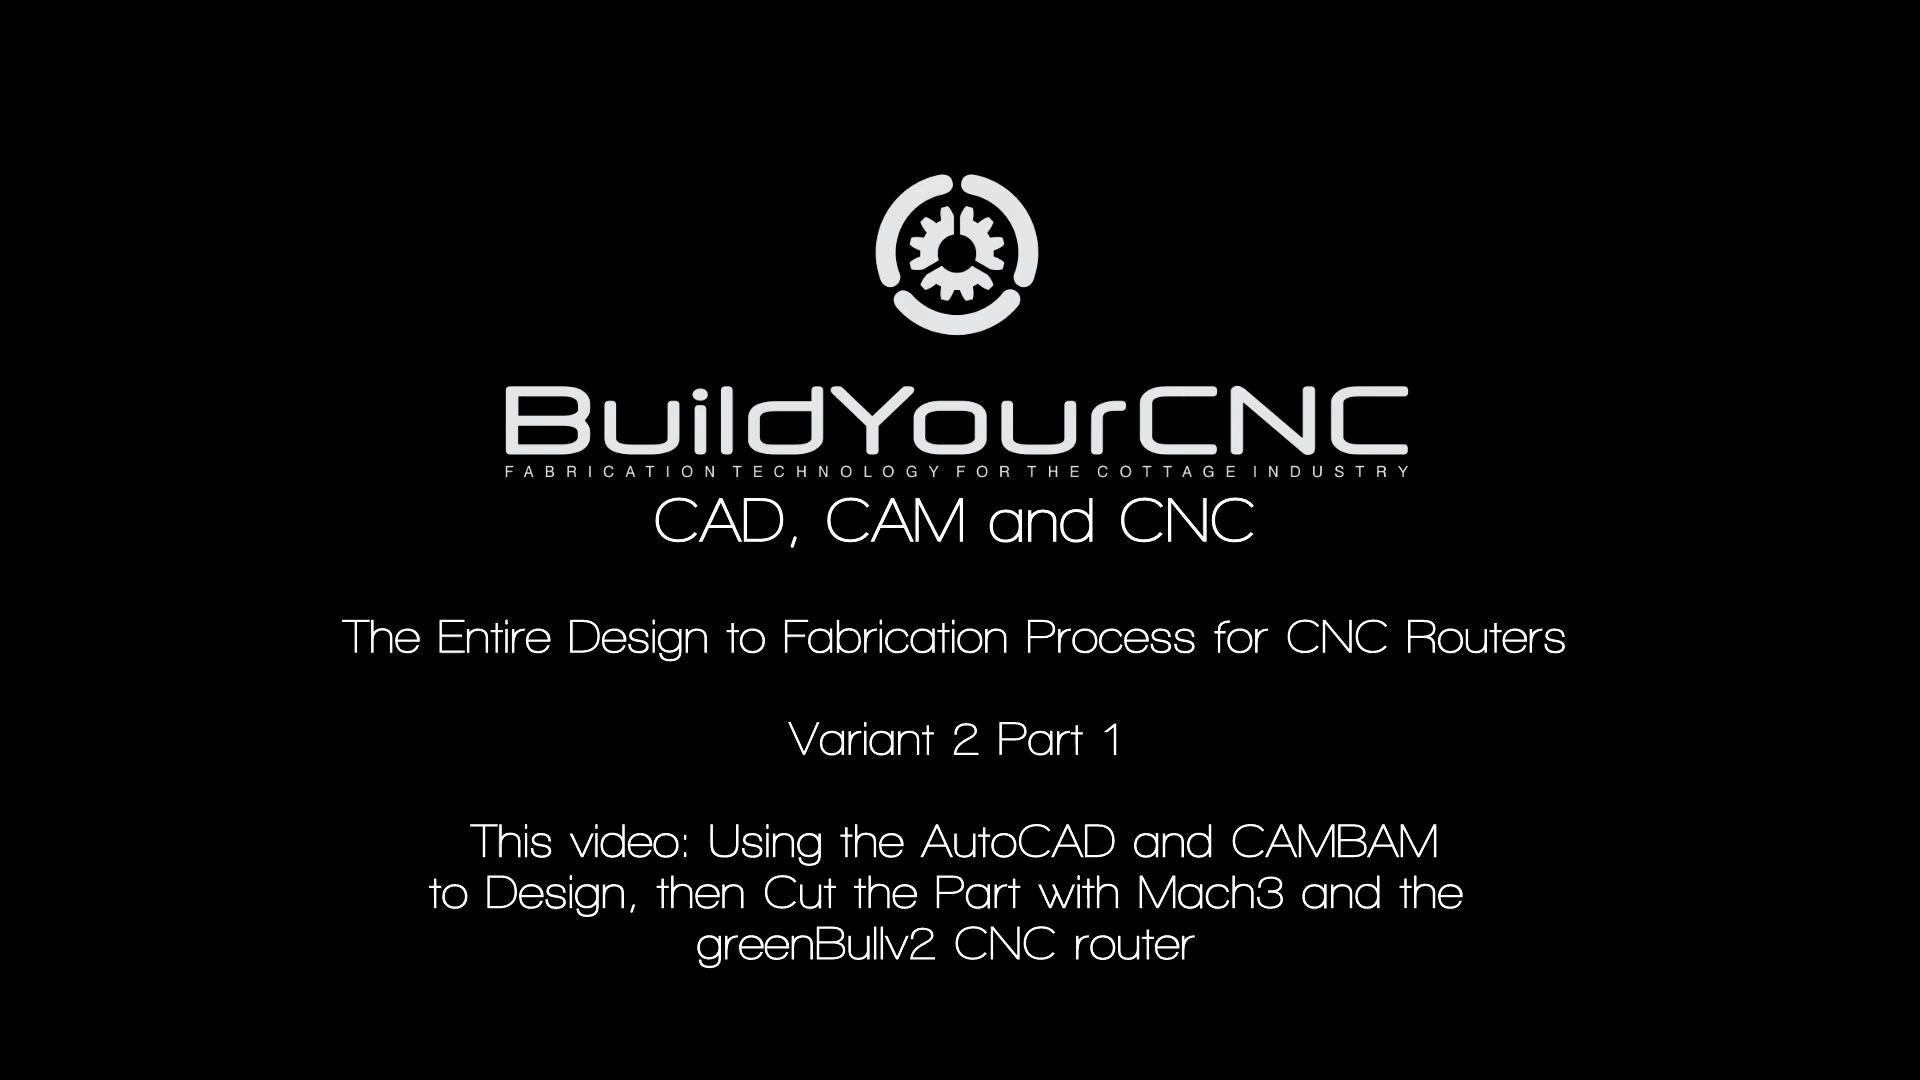 BuildYourCNC
FABRICATION TECHNOLOGY FOR THE COTTAGE INDUSTRY
CAD, CAM and CNC
The Entire Design to Fabrication Process for CNC Routers
Variant 2 Part 1
This video: Using the AutoCAD and CAMBAM
to Design, then Cut the Part with Mach3 and the
greenBullv2 CNC router